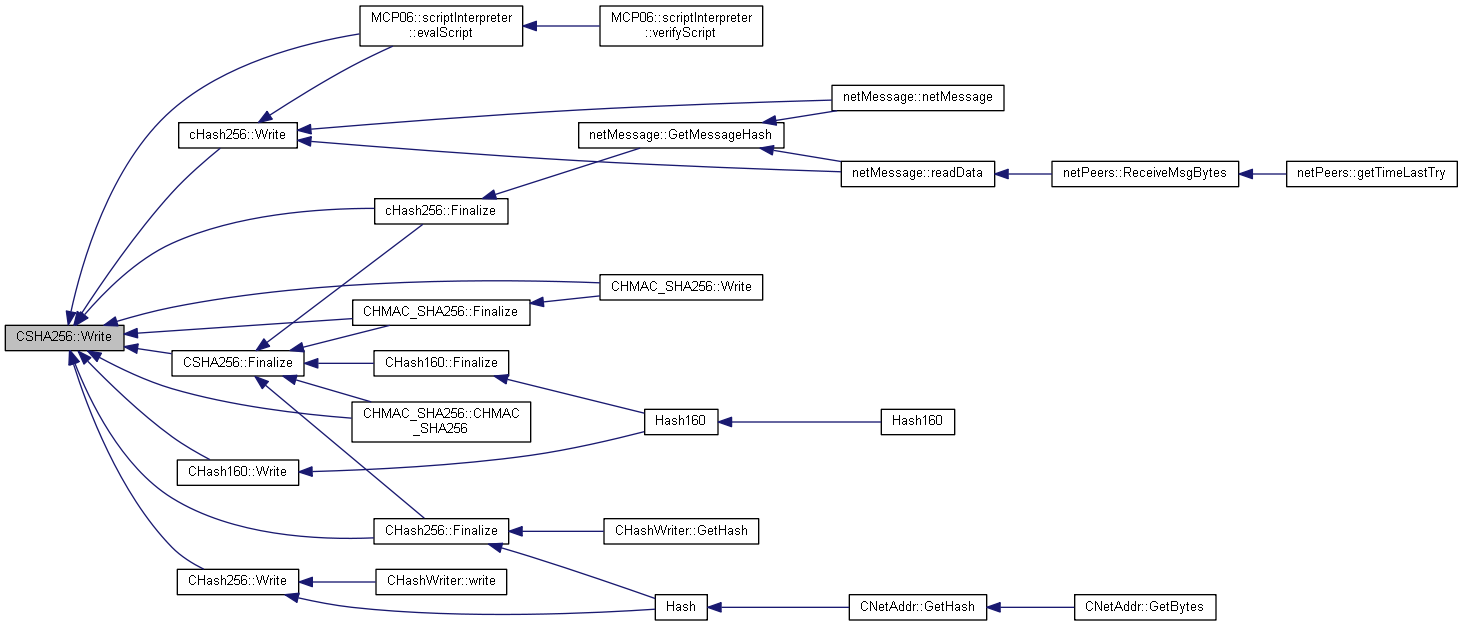 MCP06::scriptInterpreter
::evalScript
MCP06::scriptInterpreter
::verifyScript
netMessage::netMessage
cHash256::Write
netMessage::GetMessageHash
netMessage::readData
netPeers::ReceiveMsgBytes
netPeers::getTimeLastTry
cHash256::Finalize
CHMAC_SHA256::Write
CHMAC_SHA256::Finalize
CSHA256::Write
CSHA256::Finalize
CHash160::Finalize
CHMAC_SHA256::CHMAC
_SHA256
Hash160
Hash160
CHash160::Write
CHash256::Finalize
CHashWriter::GetHash
CHash256::Write
CHashWriter::write
Hash
CNetAddr::GetHash
CNetAddr::GetBytes